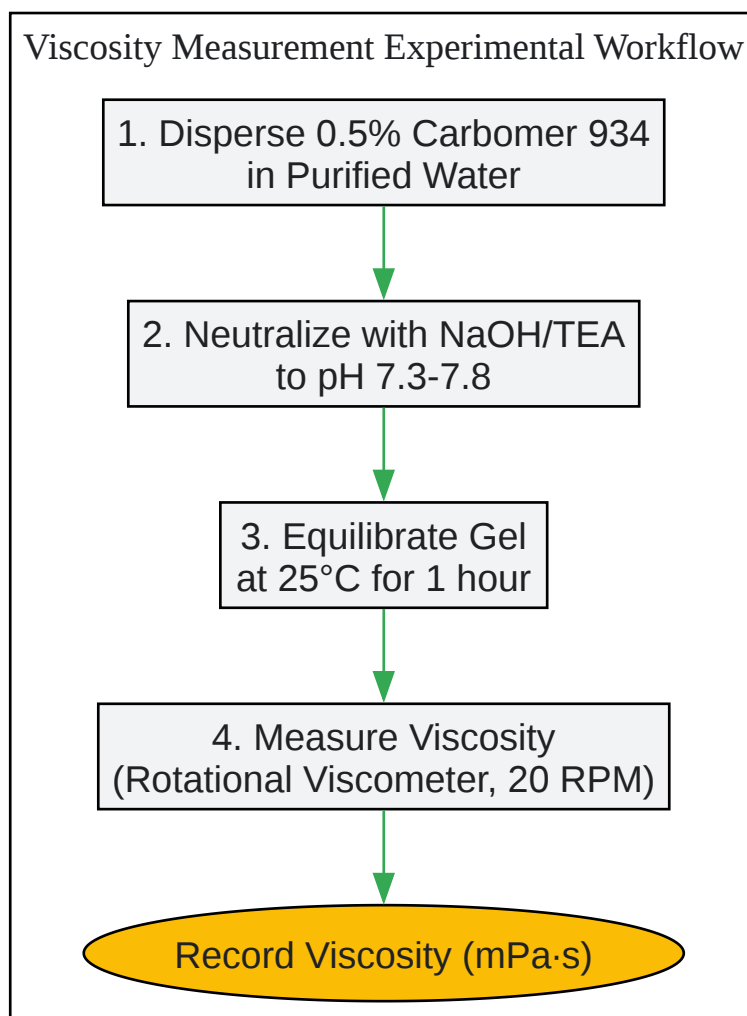 Viscosity Measurement Experimental Workflow
1. Disperse 0.5% Carbomer 934
in Purified Water
2. Neutralize with NaOH/TEA
to pH 7.3-7.8
3. Equilibrate Gel
at 25°C for 1 hour
4. Measure Viscosity
(Rotational Viscometer, 20 RPM)
Record Viscosity (mPa·s)